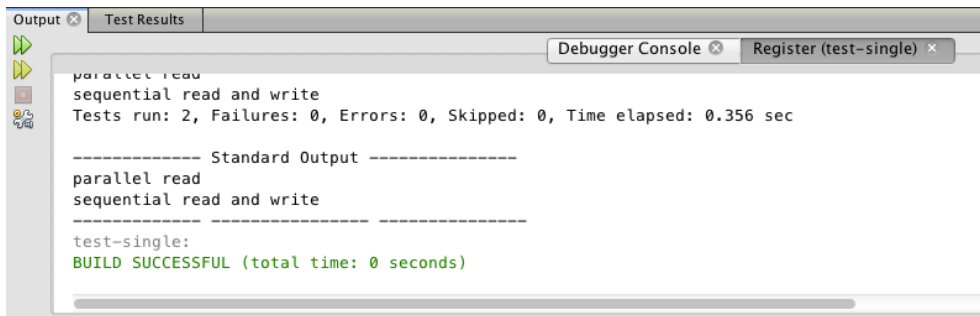 Output Test Results
Debugger Console Register (test-single)
parallel read
sequential read and write
Tests run: 2, Failures: 0, Errors: 0, Skipped: 0, Time elapsed: 0.356 sec
------------- Standard Output ---------------
parallel read
sequential read and write
------------- ---------------- ---------------
test-single:
BUILD SUCCESSFUL (total time: 0 seconds)